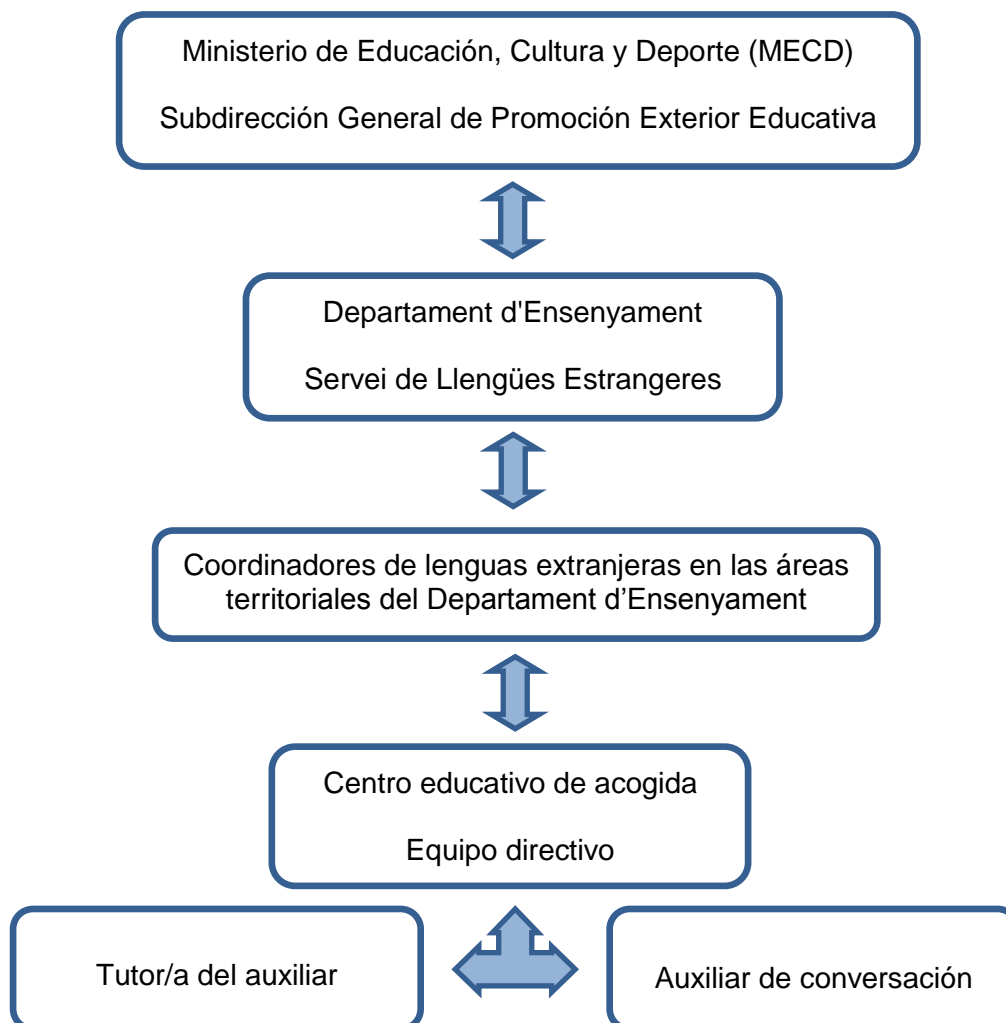 Ministerio de Educación, Cultura y Deporte (MECD)
Subdirección General de Promoción Exterior Educativa
Departament d'Ensenyament
Servei de Llengües Estrangeres
Coordinadores de lenguas extranjeras en las áreas
territoriales del Departament d’Ensenyament
Centro educativo de acogida
Equipo directivo
Tutor/a del auxiliar
Auxiliar de conversación